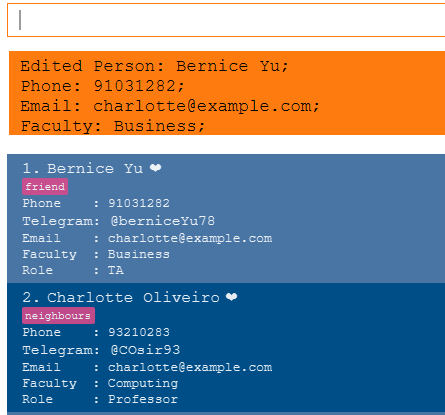 Edited Person: Bernice Yu;
Phone: 91031282;
Email: charlotte@example.com;
Faculty: Business;
1. Bernice Yu ❤
friend
Phone    : 91031282
Telegram: @berniceYu78
Email    : charlotte@example.com
Faculty  : Business
Role     : TA
2. Charlotte Oliveiro ❤
neighbours
Phone    : 93210283
Telegram: @COsir93
Email    : charlotte@example.com
Faculty  : Computing
Role     : Professor